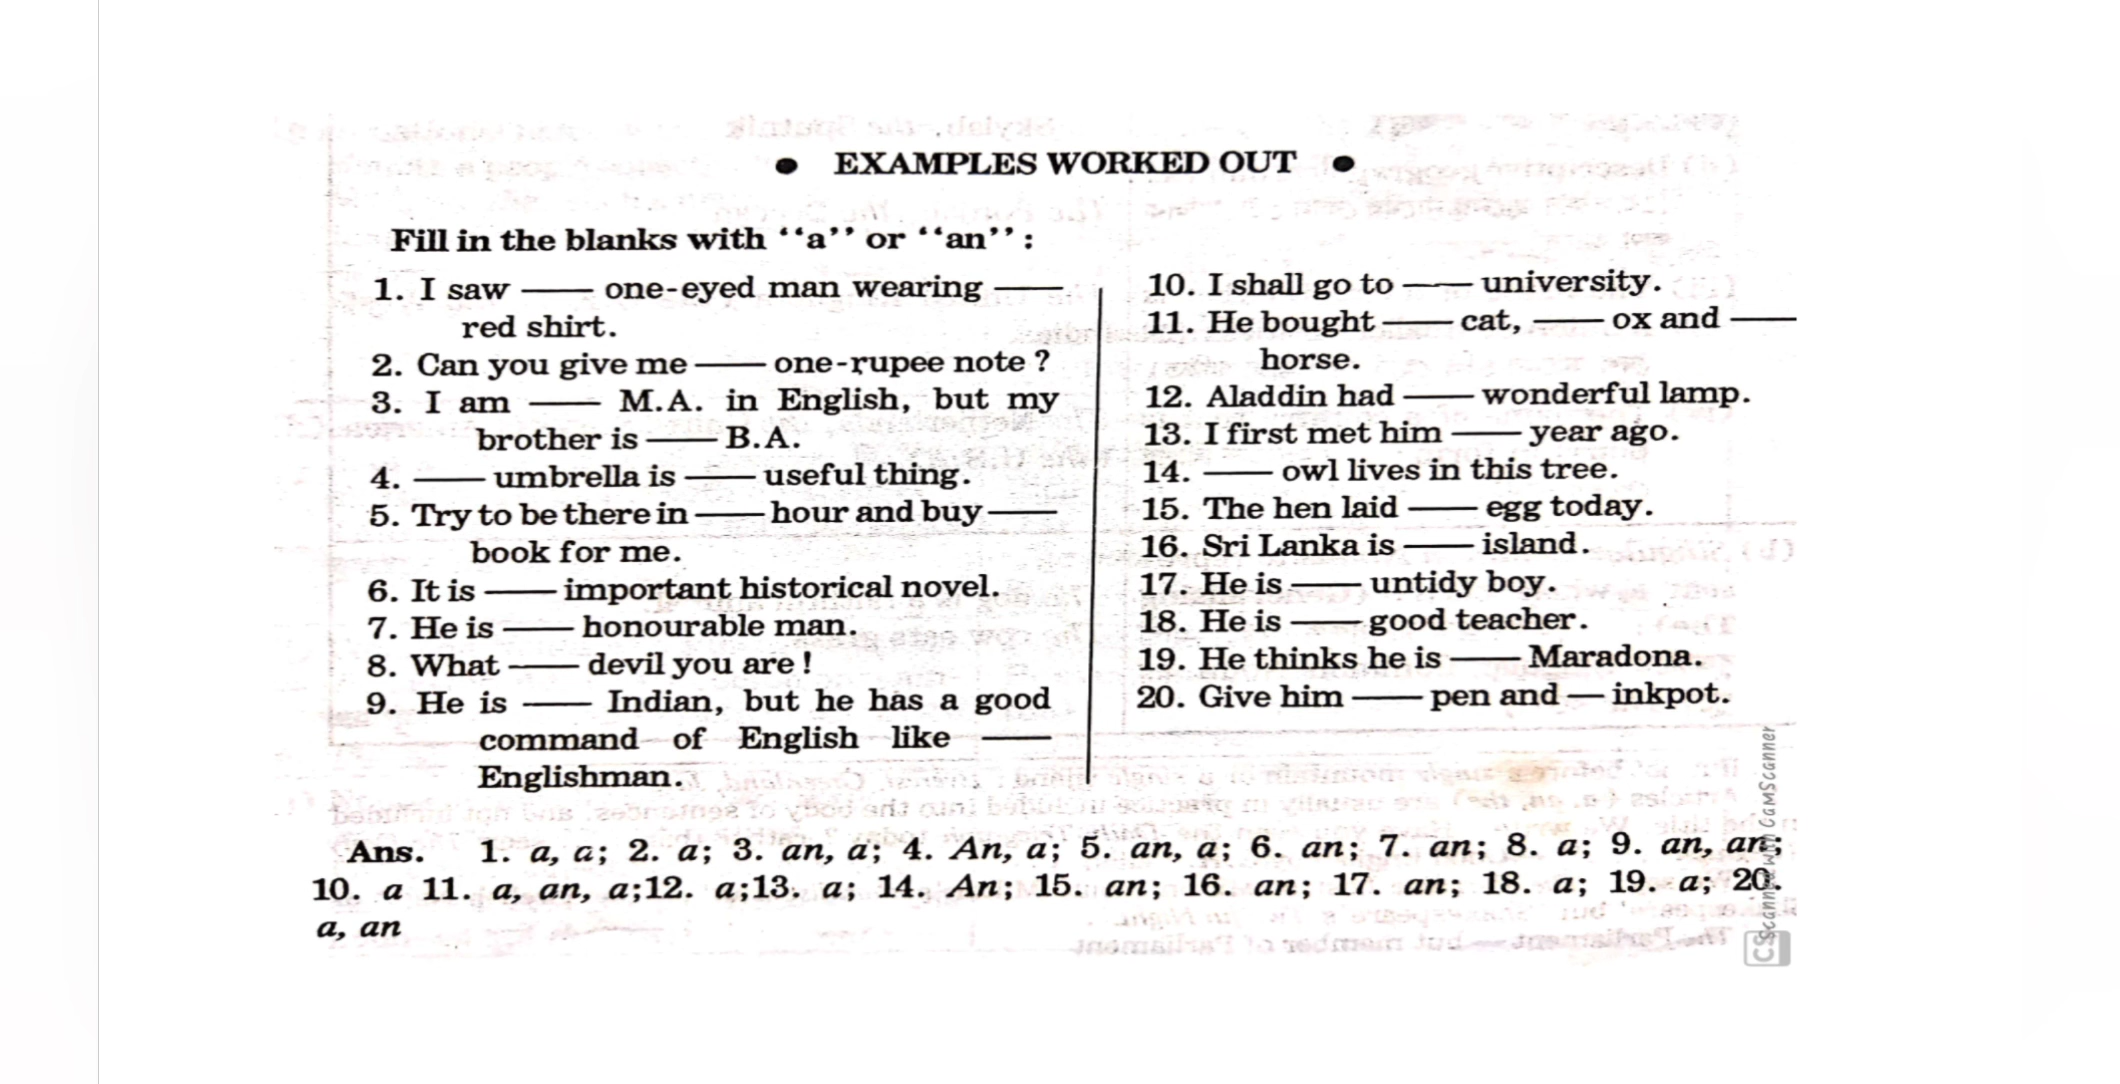 ● EXAMPLES WORKED OUT ●
Fill in the blanks with ‘‘a’’ or ‘‘an’’ :
1. I saw —— one-eyed man wearing ——
red shirt.
2. Can you give me —— one-rupee note ?
3. I am —— M.A. in English, but my
brother is —— B.A.
4. —— umbrella is —— useful thing.
5. Try to be there in —— hour and buy ——
book for me.
6. It is —— important historical novel.
7. He is —— honourable man.
8. What —— devil you are !
9. He is —— Indian, but he has a good
command of English like ——
Englishman.
10. I shall go to —— university.
11. He bought —— cat, —— ox and ——
horse.
12. Aladdin had —— wonderful lamp.
13. I first met him —— year ago.
14. —— owl lives in this tree.
15. The hen laid —— egg today.
16. Sri Lanka is —— island.
17. He is —— untidy boy.
18. He is —— good teacher.
19. He thinks he is —— Maradona.
20. Give him —— pen and — inkpot.
Ans. 1. a, a; 2. a; 3. an, a; 4. An, a; 5. an, a; 6. an; 7. an; 8. a; 9. an, an;
10. a 11. a, an, a;12. a;13. a; 14. An; 15. an; 16. an; 17. an; 18. a; 19. a; 20.
a, an
CS Scanned with CamScanner